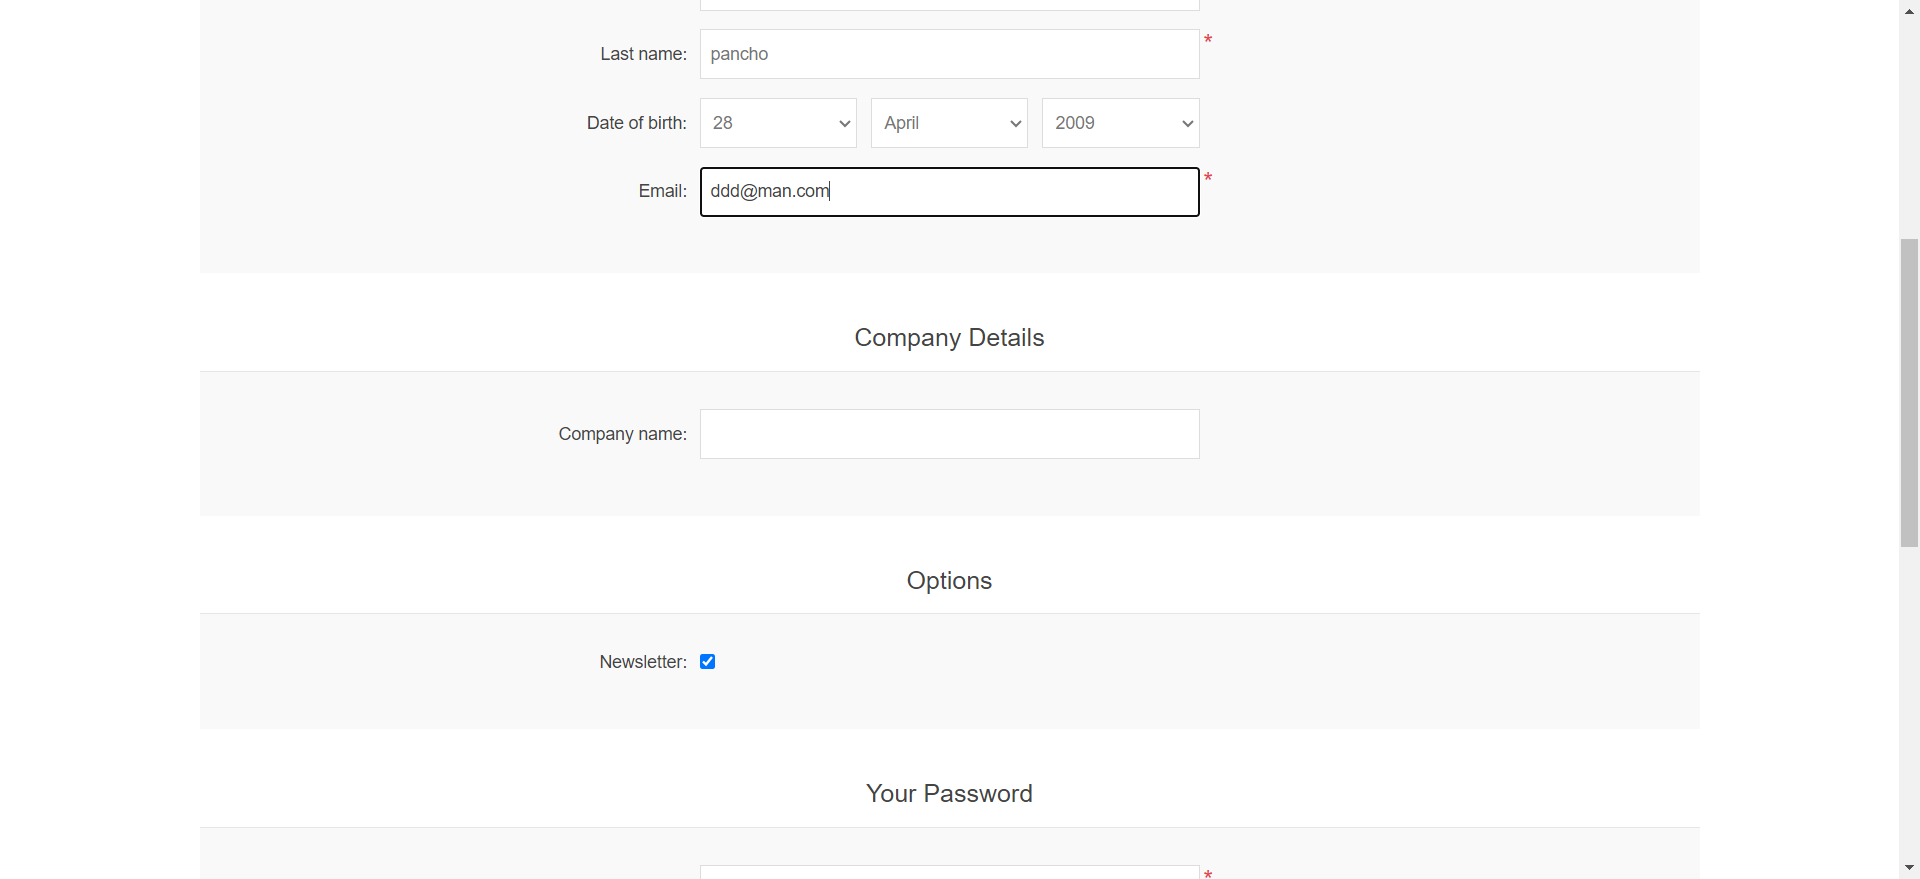 Last name: pancho *
Date of birth: 28 April 2009
Email: ddd@man.com *
Company Details
Company name:
Options
Newsletter:
Your Password
*